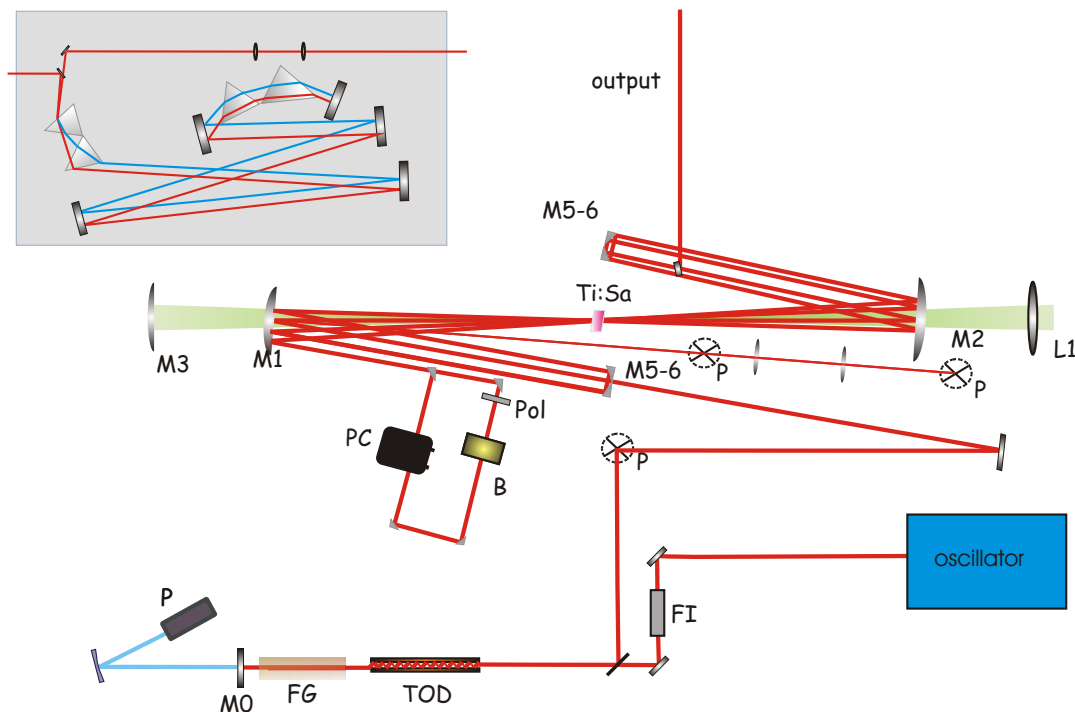 output
M5-6
Ti:Sa
M3
M1
M2
L1
P
P
M5-6
Pol
PC
P
B
oscillator
P
FI
M0
FG
TOD